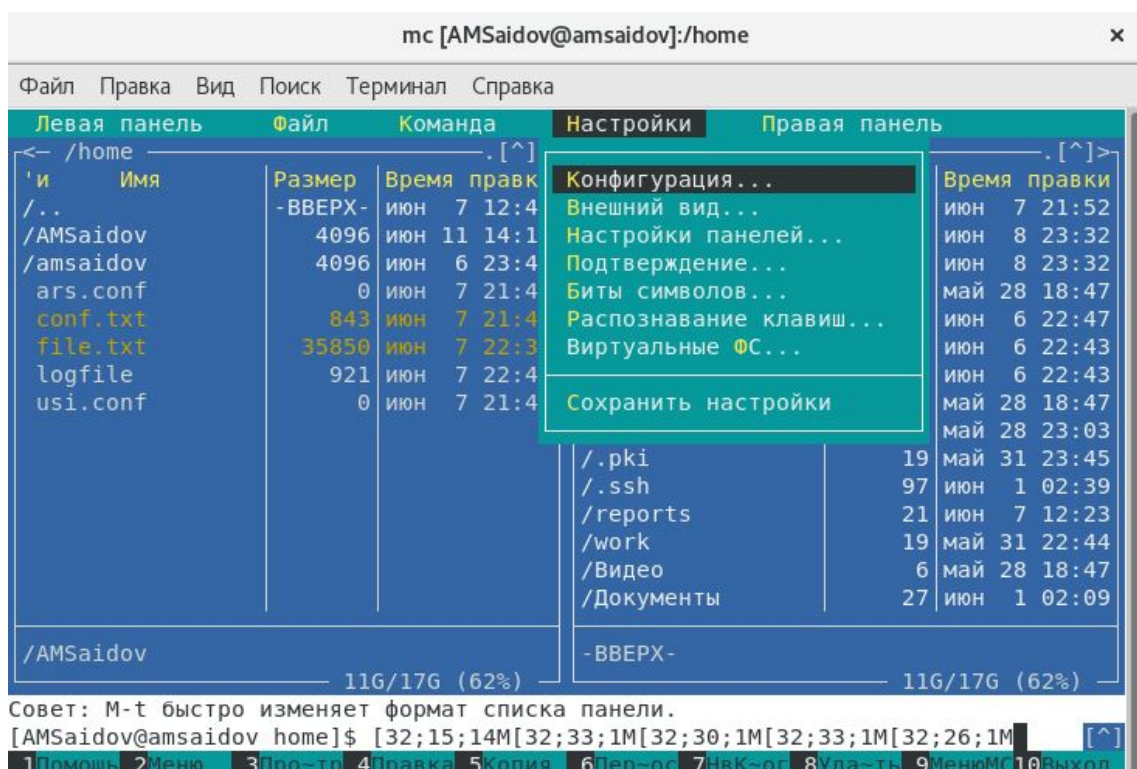 mc [AMSaidov@amsaidov]:/home ×
Файл Правка Вид Поиск Терминал Справка
Левая панель Файл Команда Настройки Правая панель
<— /home .[^] .[^]>
'и Имя Размер Время правк Конфигурация... Время правки
/.. -ВВЕРХ- июн 7 12:4 Внешний вид... июн 7 21:52
/AMSaidov 4096 июн 11 14:1 Настройки панелей... июн 8 23:32
/amsaidov 4096 июн 6 23:4 Подтверждение... июн 8 23:32
ars.conf 0 июн 7 21:4 Биты символов... май 28 18:47
conf.txt 843 июн 7 21:4 Распознавание клавиш... июн 6 22:47
file.txt 35850 июн 7 22:3 Виртуальные ФС... июн 6 22:43
logfile 921 июн 7 22:4 июн 6 22:43
usi.conf 0 июн 7 21:4 Сохранить настройки май 28 18:47
май 28 23:03
/.pki 19 май 31 23:45
/.ssh 97 июн 1 02:39
/reports 21 июн 7 12:23
/work 19 май 31 22:44
/Видео 6 май 28 18:47
/Документы 27 июн 1 02:09
/AMSaidov -ВВЕРХ-
11G/17G (62%) 11G/17G (62%)
Совет: M-t быстро изменяет формат списка панели.
[AMSaidov@amsaidov home]$ [32;15;14M[32;33;1M[32;30;1M[32;33;1M[32;26;1M [^]
1Помощь 2Меню 3Про~тр 4Правка 5Копия 6Пер~ос 7НвК~ог 8Уда~ть 9МенюМС 10Выход